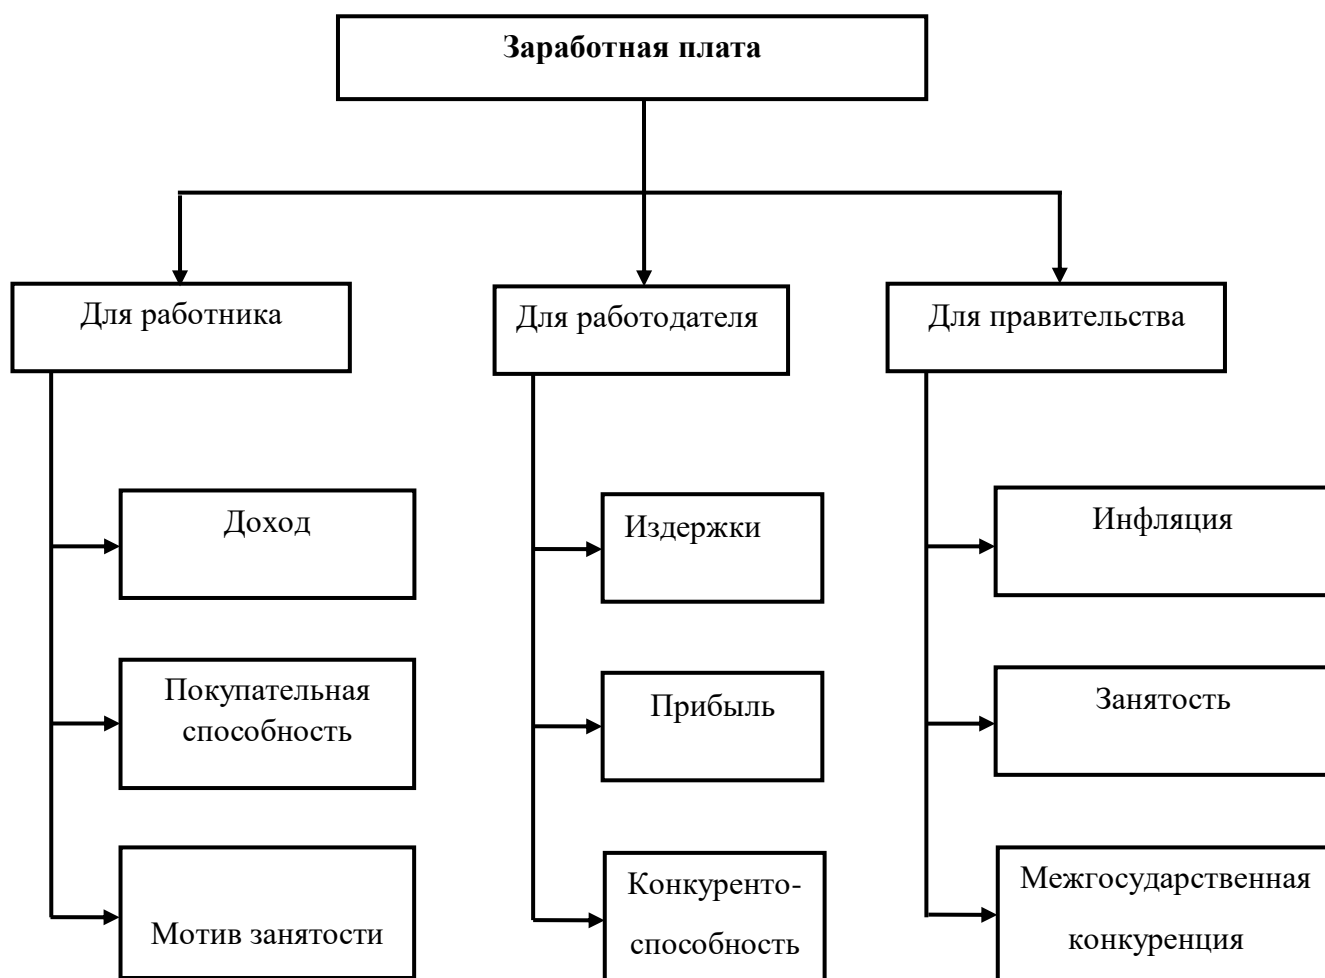 Заработная плата
Для работника
Для работодателя
Для правительства
Доход
Издержки
Инфляция
Покупательная
способность
Прибыль
Занятость
Мотив занятости
Конкуренто-
способность
Межгосударственная
конкуренция